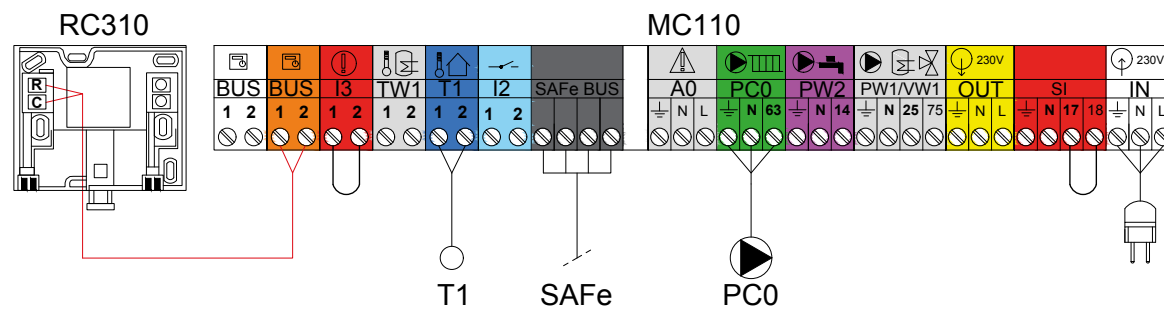 RC310 MC110
230V 230V
R BUS BUS I3 TW1 T1 I2 SAFe BUS A0 PC0 PW2 PW1/VW1 OUT SI IN
C 1 2 1 2 1 2 1 2 1 2 1 2 N L N 63 N 14 N 25 75 N L N 17 18 N L
T1 SAFe PC0